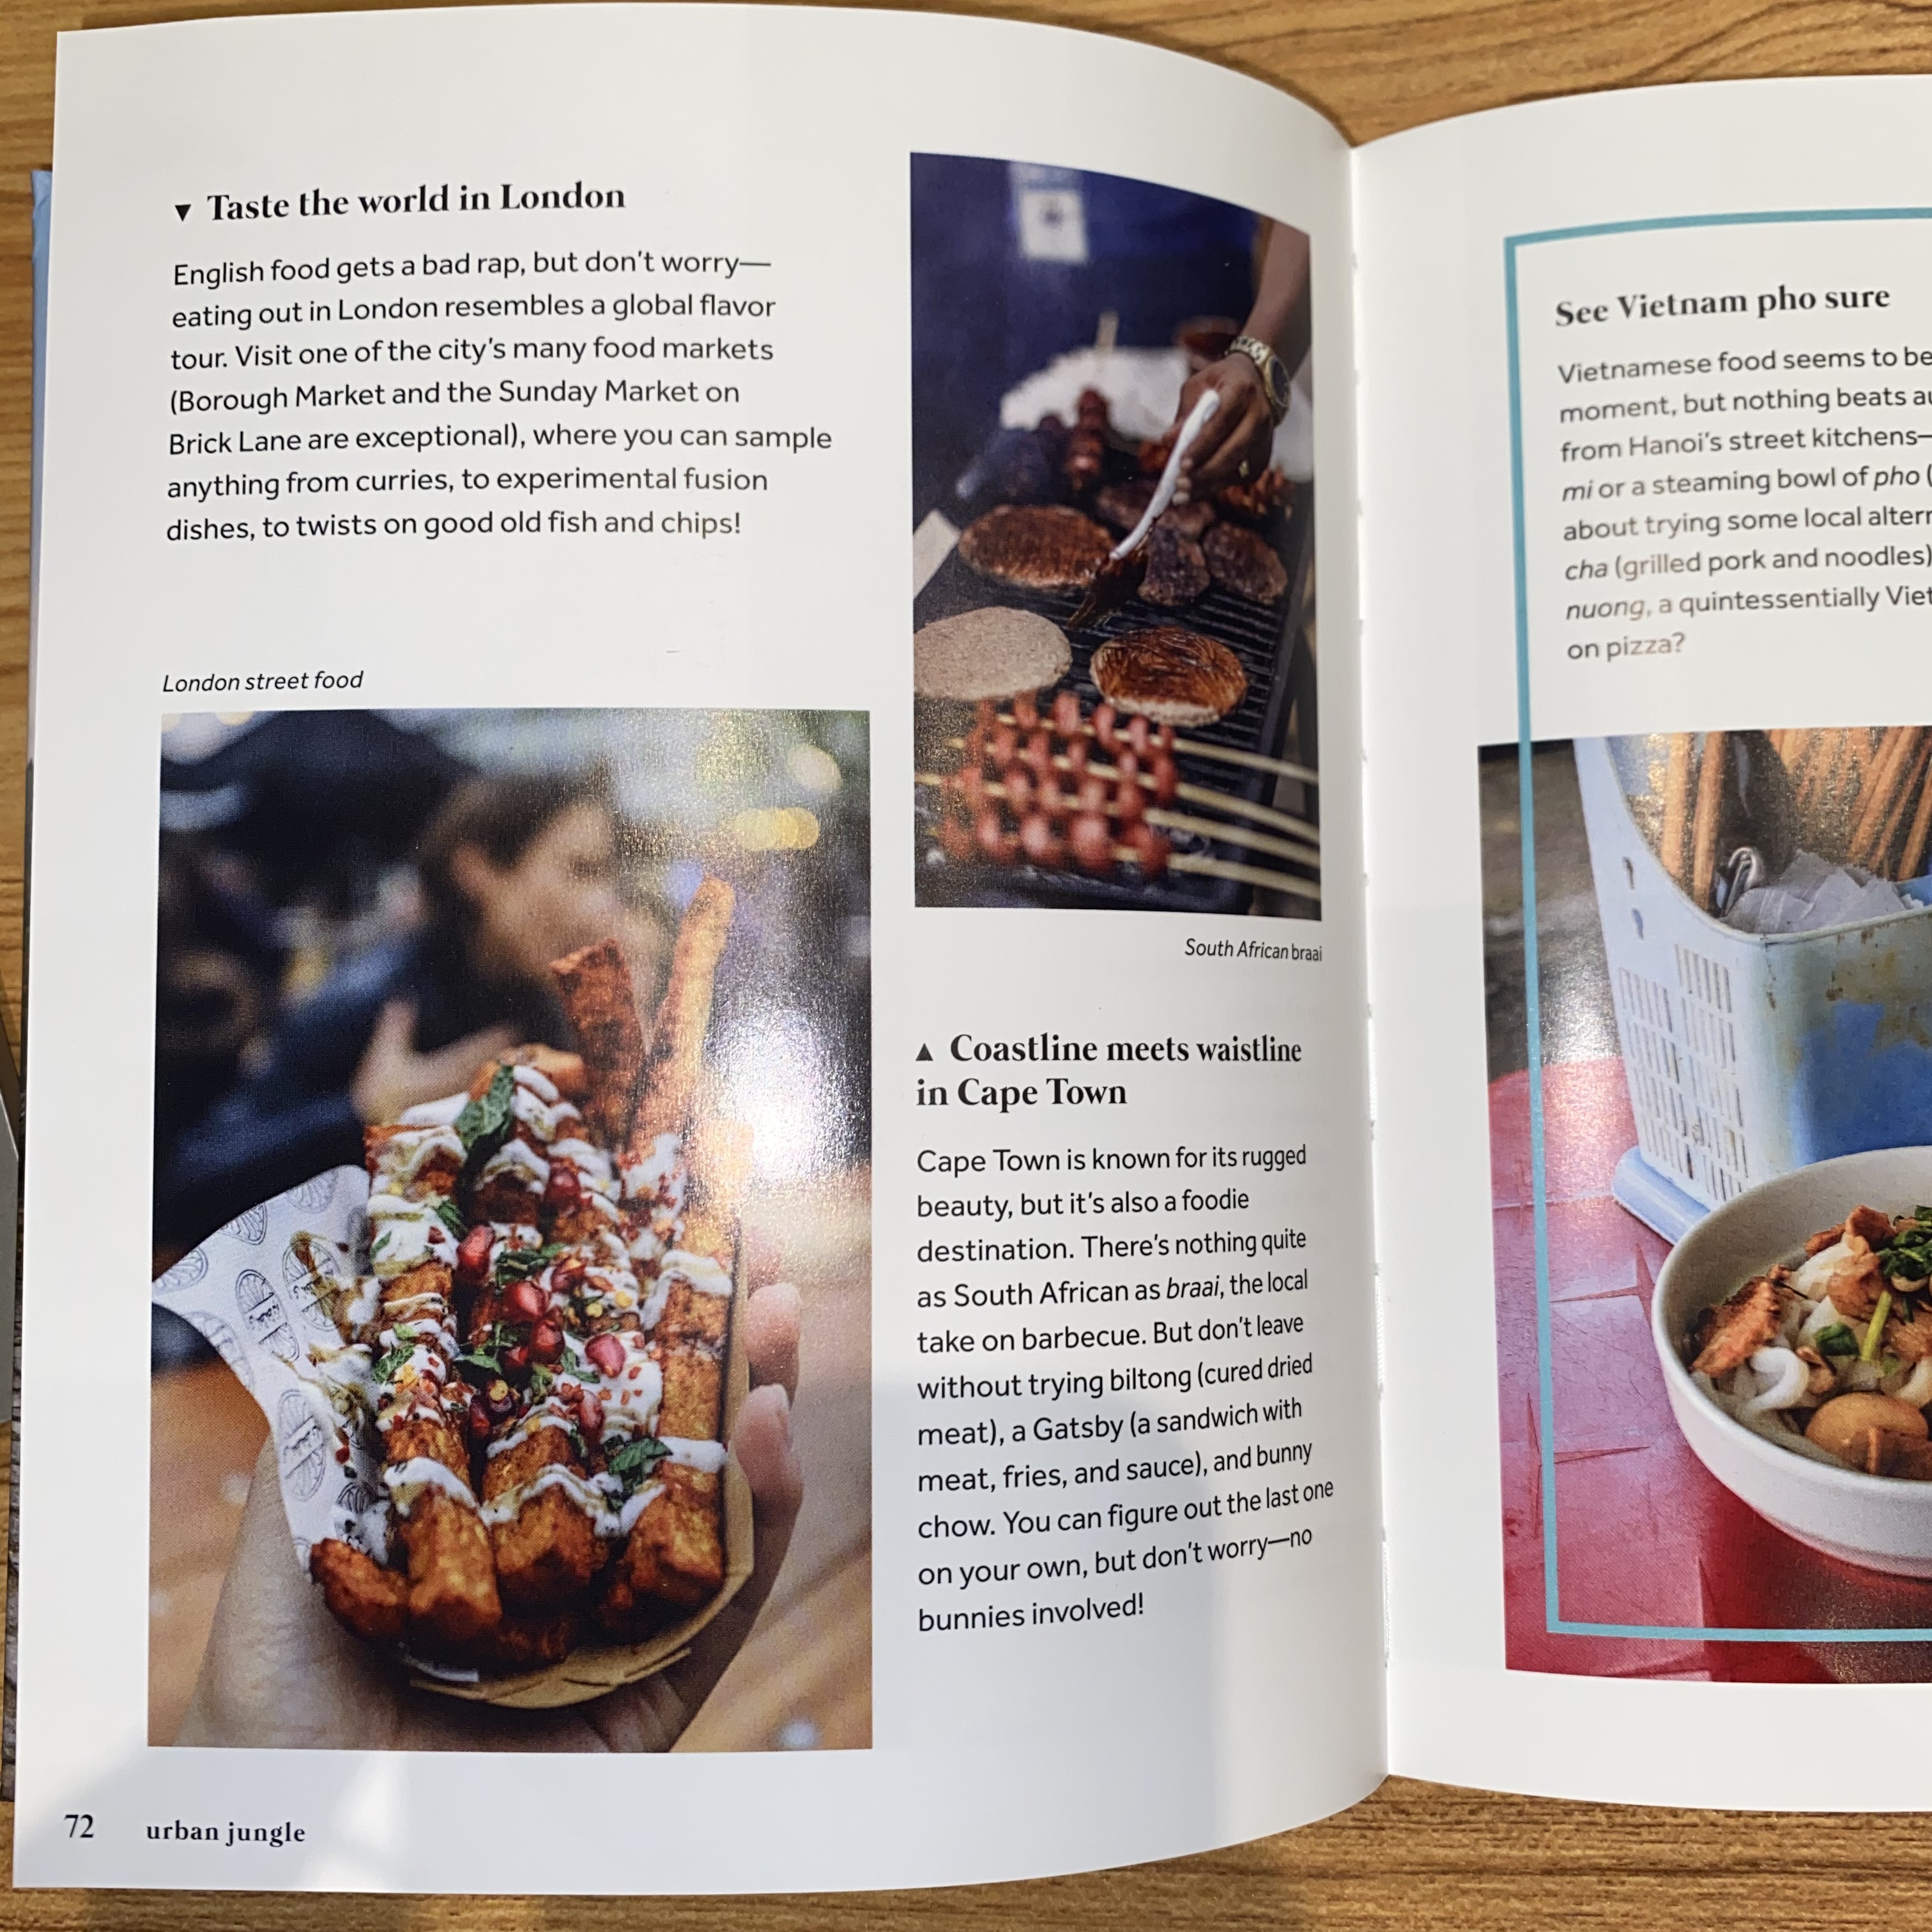 ▼ Taste the world in London
English food gets a bad rap, but don't worry—
eating out in London resembles a global flavor
tour. Visit one of the city's many food markets
(Borough Market and the Sunday Market on
Brick Lane are exceptional), where you can sample
anything from curries, to experimental fusion
dishes, to twists on good old fish and chips!
London street food
South African braai
▲ Coastline meets waistline
in Cape Town
Cape Town is known for its rugged
beauty, but it's also a foodie
destination. There's nothing quite
as South African as braai, the local
take on barbecue. But don't leave
without trying biltong (cured dried
meat), a Gatsby (a sandwich with
meat, fries, and sauce), and bunny
chow. You can figure out the last one
on your own, but don't worry—no
bunnies involved!
72 urban jungle
See Vietnam pho sure
Vietnamese food seems to be
moment, but nothing beats
from Hanoi's street kitchens—
mi or a steaming bowl of pho (
about trying some local
cha (grilled pork and noodles)
nuong, a quintessentially
on pizza?